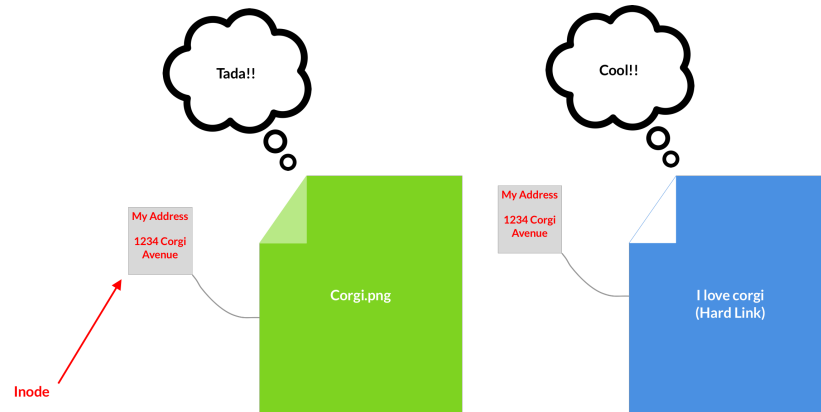 Tada!!
Cool!!
My Address
1234 Corgi
Avenue
My Address
1234 Corgi
Avenue
Corgi.png
I love corgi
(Hard Link)
Inode